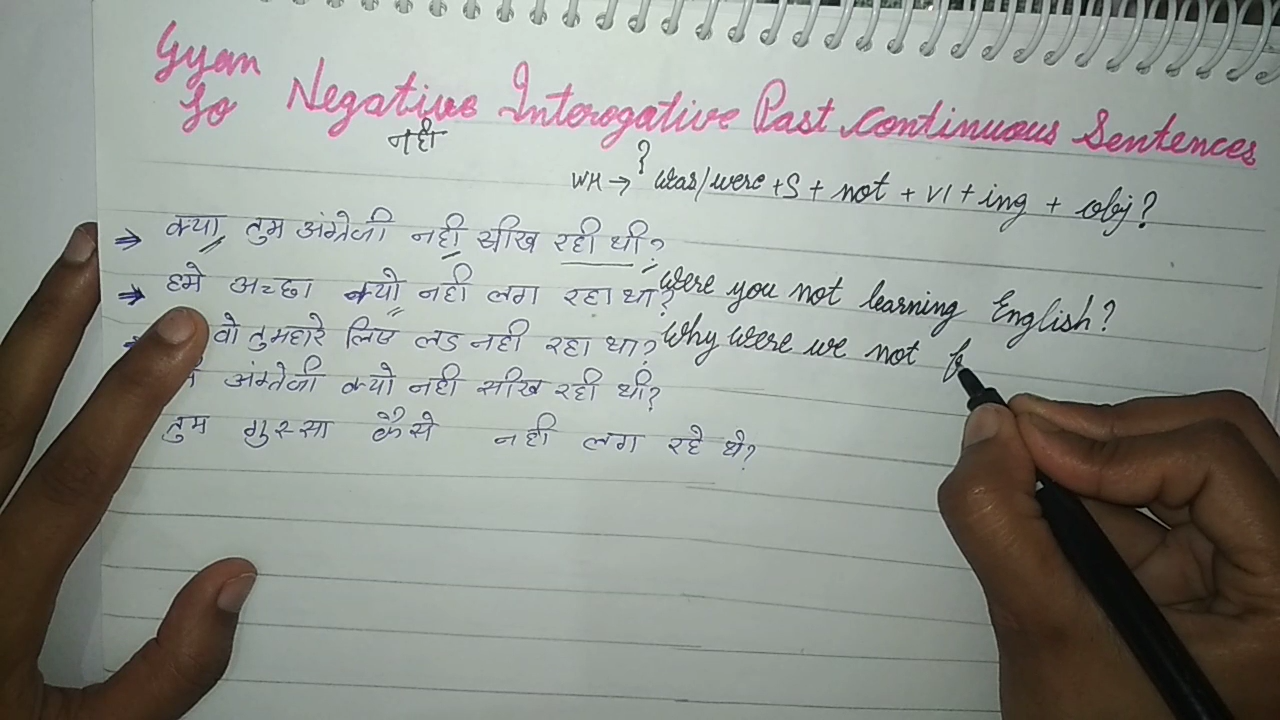 Gyan
So Negative Interogative Past Continuous Sentences
नही
WH → ? was/were + S + not + V1 + ing + obj?
⇒ क्या, तुम अंग्रेजी नही सीख रही थी?
Were you not learning English?
⇒ हमे अच्छा क्यो नही लग रहा था?
Why were we not f
वो तुमहारे लिए लड नही रहा था?
अंग्रेजी क्यो नही सीख रही थी?
तुम गुस्सा कैसे नही लग रहे थे?